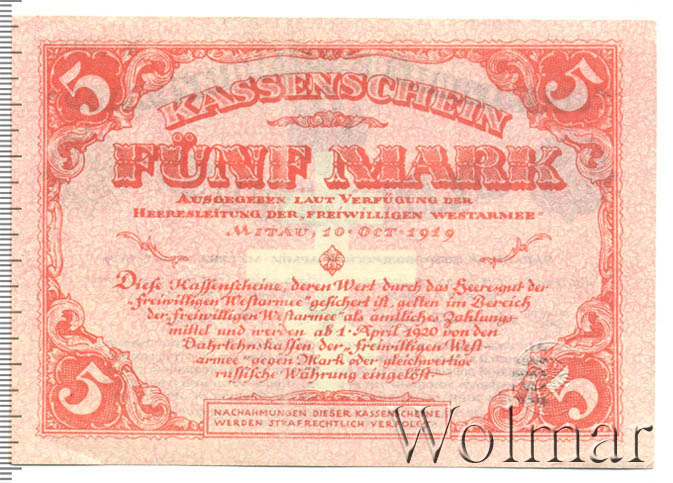 5 5
KASSENSCHEIN
FÜNF MARK
AUSGEGEBEN LAUT VERFÜGUNG DER
HEERESLEITUNG DER „FREIWILLIGEN WESTARMEE“
MITAU, 10·OCT·1919
Diese Kassenscheine, deren Wert durch das Heeresgut der
„freiwilligen Westarmee“ gesichert ist, gelten im Bereich
der „freiwilligen Westarmee“ als amtliches Zahlungs-
mittel und werden ab 1·April 1920 von den
Darlehnskassen der „freiwilligen West
armee“ gegen Mark oder gleichwertige
russische Währung eingelöst
5 5
NACHAHMUNGEN DIESER KASSENSCHEINE
WERDEN STRAFRECHTLICH VERFOLGT
Wolmar